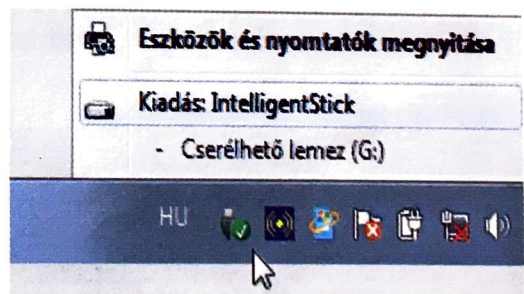 Eszközök és nyomtatók megnyitása
Kiadás: IntelligentStick
- Cserélhető lemez (G:)
HU